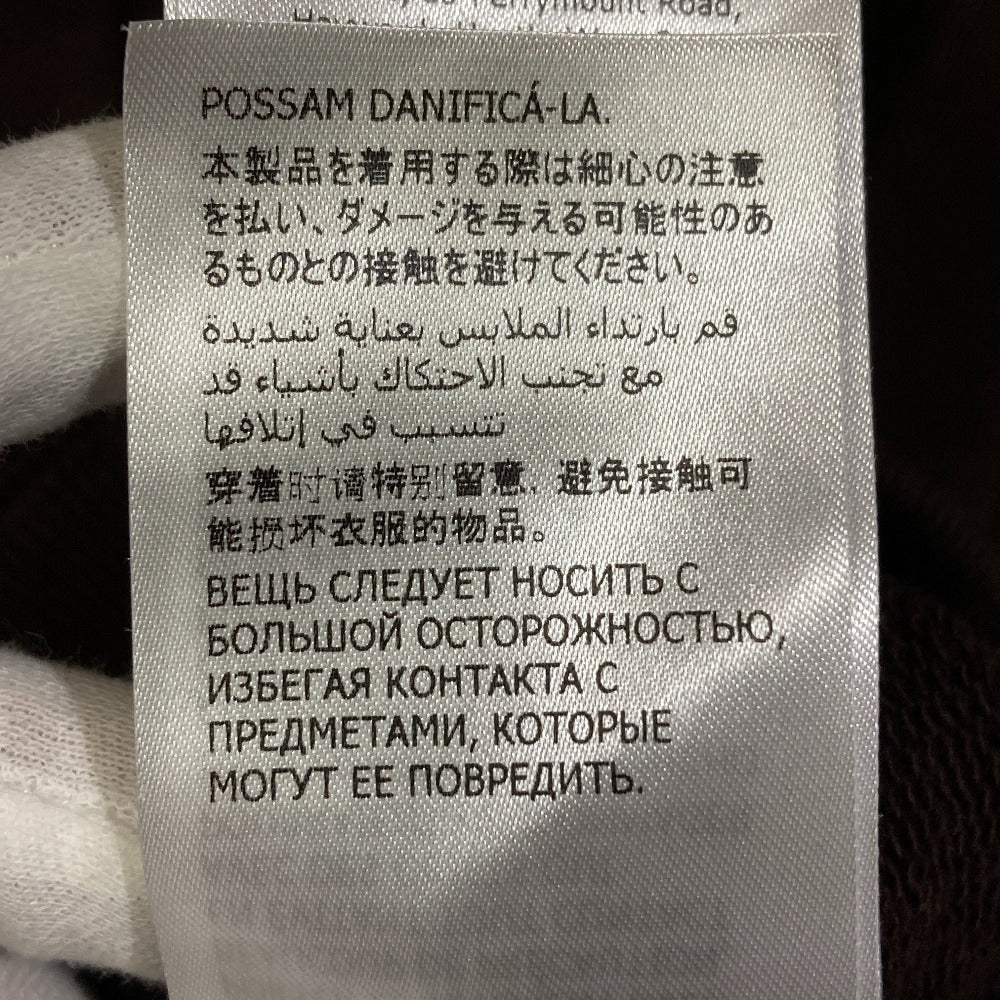 Perrymount Road,
POSSAM DANIFICÁ-LA.
本製品を着用する際は細心の注意
を払い、ダメージを与える可能性のあ
るものとの接触を避けてください。
قم بارتداء الملابس بعناية شديدة
مع تجنب الاحتكاك بأشياء قد
تتسبب في إتلافها
穿着时请特别留意，避免接触可
能损坏衣服的物品。
ВЕЩЬ СЛЕДУЕТ НОСИТЬ С
БОЛЬШОЙ ОСТОРОЖНОСТЬЮ,
ИЗБЕГАЯ КОНТАКТА С
ПРЕДМЕТАМИ, КОТОРЫЕ
МОГУТ ЕЕ ПОВРЕДИТЬ.